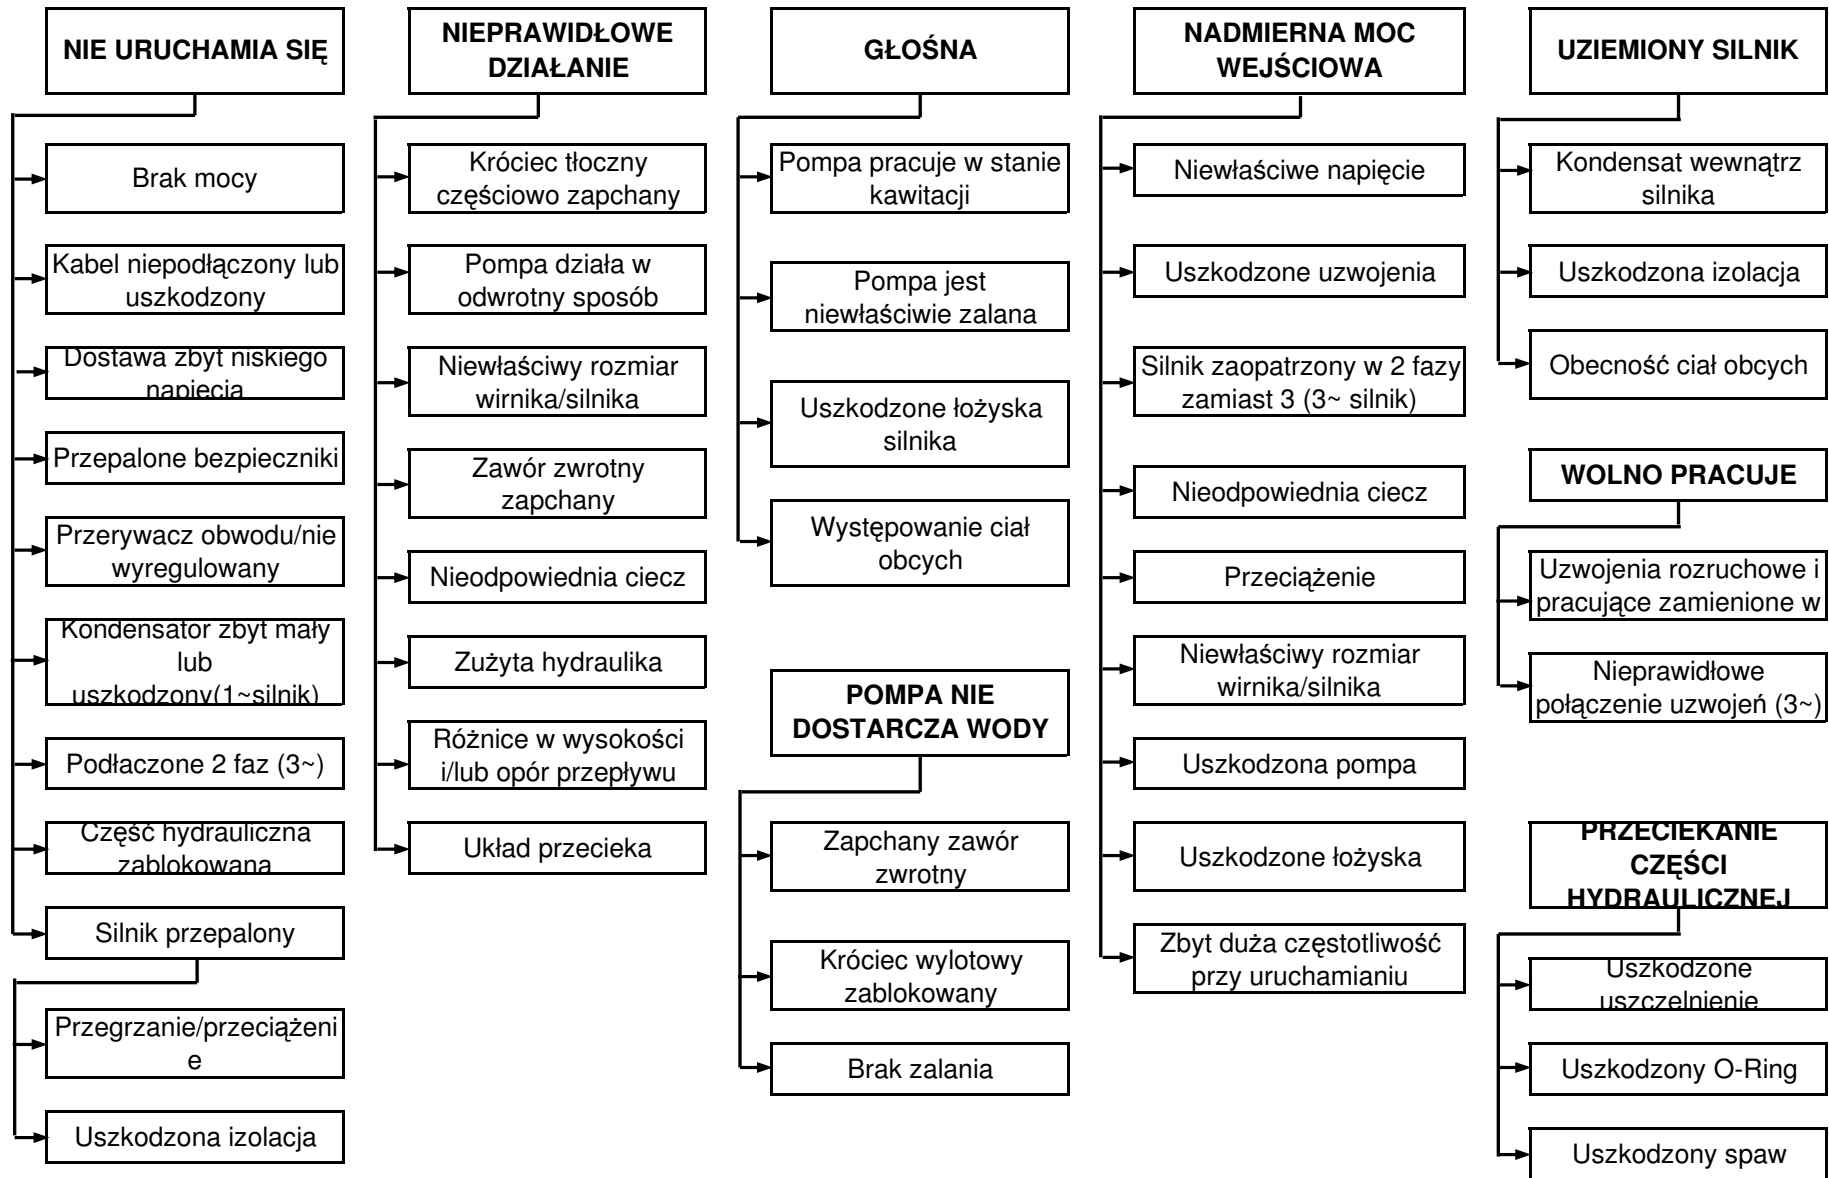 NIE URUCHAMIA SIĘ
Brak mocy
Kabel niepodłączony lub
uszkodzony
Dostawa zbyt niskiego
napięcia
Przepalone bezpieczniki
Przerywacz obwodu/nie
wyregulowany
Kondensator zbyt mały
lub
uszkodzony(1~silnik)
Podłaczone 2 faz (3~)
Część hydrauliczna
zablokowana
Silnik przepalony
Przegrzanie/przeciążeni
e
Uszkodzona izolacja
NIEPRAWIDŁOWE
DZIAŁANIE
Króciec tłoczny
częściowo zapchany
Pompa działa w
odwrotny sposób
Niewłaściwy rozmiar
wirnika/silnika
Zawór zwrotny
zapchany
Nieodpowiednia ciecz
Zużyta hydraulika
Różnice w wysokości
i/lub opór przepływu
Układ przecieka
GŁOŚNA
Pompa pracuje w stanie
kawitacji
Pompa jest
niewłaściwie zalana
Uszkodzone łożyska
silnika
Występowanie ciał
obcych
POMPA NIE
DOSTARCZA WODY
Zapchany zawór
zwrotny
Króciec wylotowy
zablokowany
Brak zalania
NADMIERNA MOC
WEJŚCIOWA
Niewłaściwe napięcie
Uszkodzone uzwojenia
Silnik zaopatrzony w 2 fazy
zamiast 3 (3~ silnik)
Nieodpowiednia ciecz
Przeciążenie
Niewłaściwy rozmiar
wirnika/silnika
Uszkodzona pompa
Uszkodzone łożyska
Zbyt duża częstotliwość
przy uruchamianiu
UZIEMIONY SILNIK
Kondensat wewnątrz
silnika
Uszkodzona izolacja
Obecność ciał obcych
WOLNO PRACUJE
Uzwojenia rozruchowe i
pracujące zamienione w
Nieprawidłowe
połączenie uzwojeń (3~)
PRZECIEKANIE
CZĘŚCI
HYDRAULICZNEJ
Uszkodzone
uszczelnienie
Uszkodzony O-Ring
Uszkodzony spaw